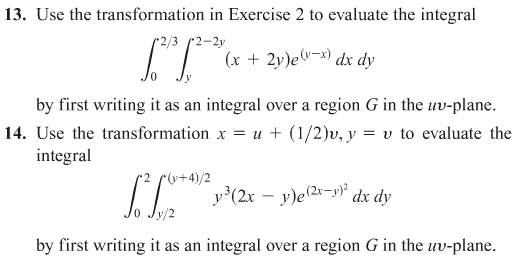 13. Use the transformation in Exercise 2 to evaluate the integral
∫₀^{2/3} ∫_y^{2−2y} (x + 2y)e^{(y−x)} dx dy
by first writing it as an integral over a region G in the uv-plane.
14. Use the transformation x = u + (1/2)v, y = v to evaluate the
integral
∫₀^{2} ∫_{y/2}^{(y+4)/2} y³(2x − y)e^{(2x−y)²} dx dy
by first writing it as an integral over a region G in the uv-plane.